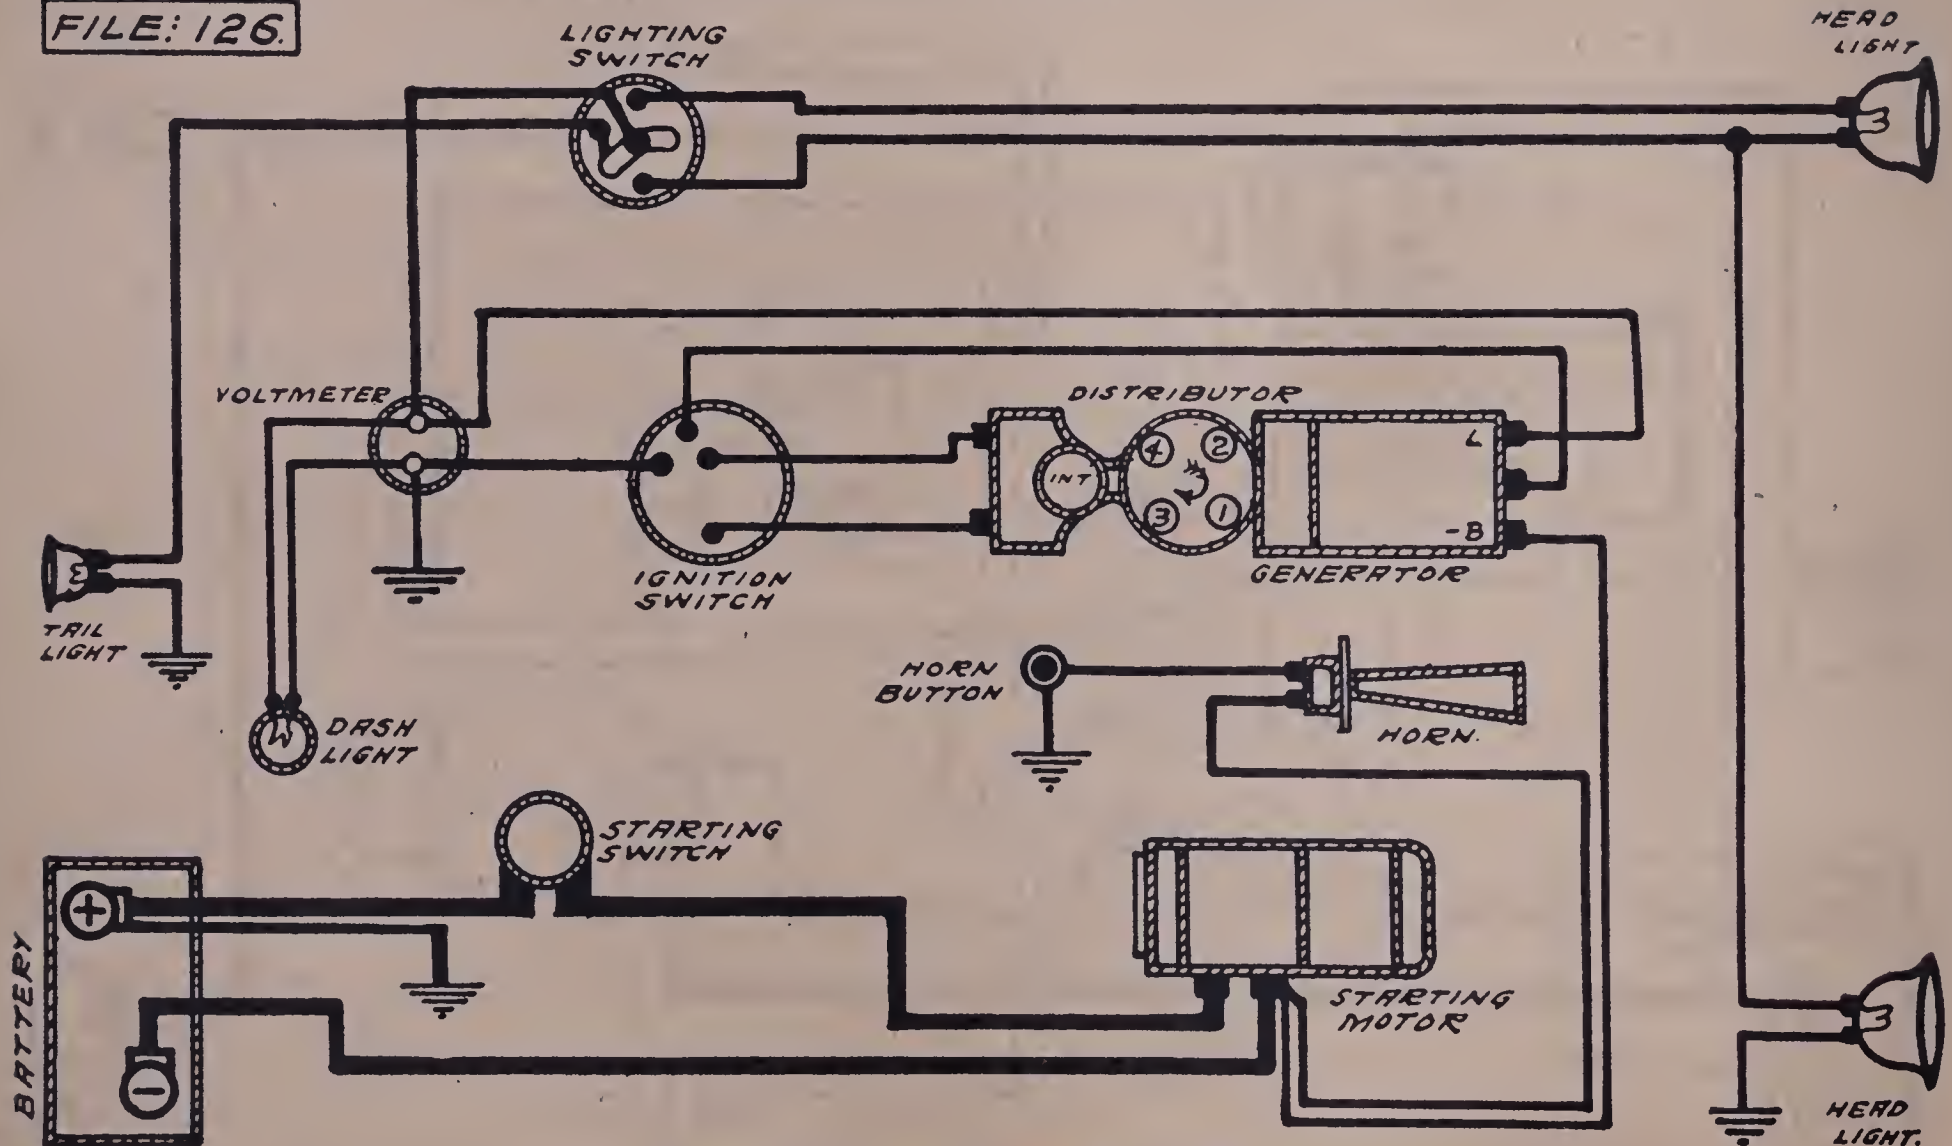 FILE: 126.
LIGHTING
SWITCH
HEAD
LIGHT
VOLTMETER
DISTRIBUTOR
L
4
2
INT
3
1
-B
GENERATOR
IGNITION
SWITCH
TAIL
LIGHT
HORN
BUTTON
HORN.
DASH
LIGHT
STARTING
SWITCH
+
BATTERY
-
STARTING
MOTOR
HEAD
LIGHT.